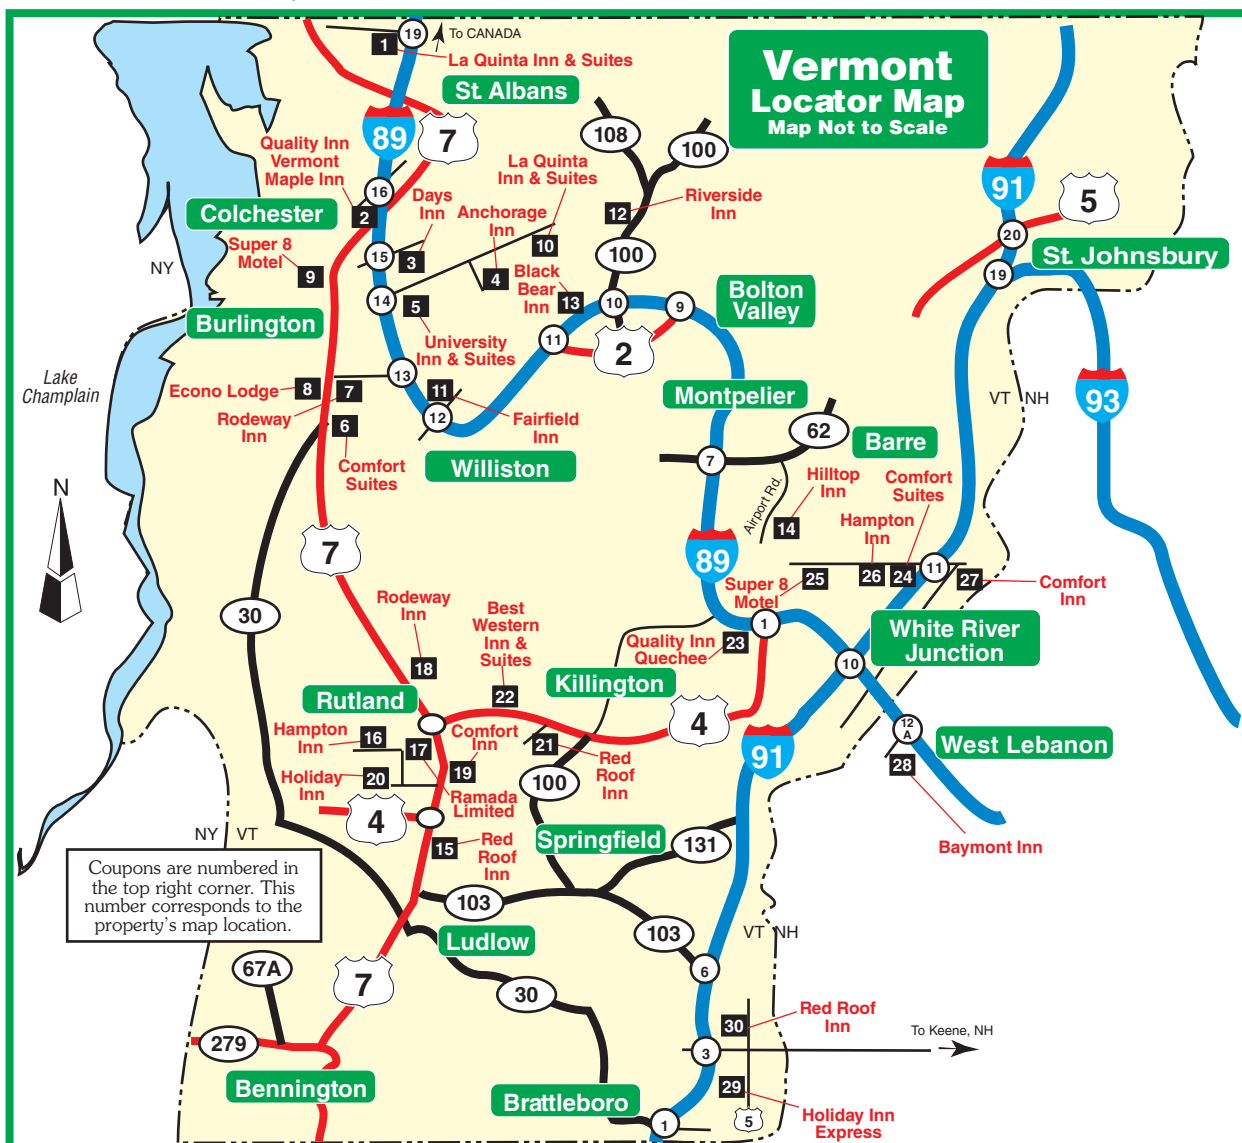 Vermont
Locator Map
Map Not to Scale
19
To CANADA
1
La Quinta Inn & Suites
St. Albans
89
7
108
100
Quality Inn
Vermont
Maple Inn
16
La Quinta
Inn & Suites
91
5
Colchester
2
Days
Inn
Anchorage
Inn
12
Riverside
Inn
20
St. Johnsbury
Super 8
Motel
9
NY
15
3
10
4
100
19
Black
Bear
Inn
13
10
9
Bolton
Valley
14
5
Burlington
University
Inn & Suites
11
2
Lake
Champlain
Econo Lodge
8
7
13
11
12
Rodeway
Inn
6
Fairfield
Inn
Comfort
Suites
Williston
Montpelier
VT
NH
93
62
Barre
7
Airport Rd.
Hilltop
Inn
14
Comfort
Suites
Hampton
Inn
N
7
89
Super 8
Motel
25
26
24
11
27
Comfort
Inn
30
Rodeway
Inn
18
Best
Western
Inn &
Suites
22
Quality Inn
Quechee
23
1
White River
Junction
10
Killington
Rutland
4
12
A
West Lebanon
28
Baymont Inn
Hampton
Inn
16
17
Comfort
Inn
19
21
Red
Roof
Inn
91
Holiday
Inn
20
Ramada
Limited
100
4
NY
VT
15
Red
Roof
Inn
Springfield
131
Coupons are numbered in
the top right corner. This
number corresponds to the
property's map location.
103
103
Ludlow
VT
NH
6
67A
7
30
279
Red Roof
Inn
30
To Keene, NH
3
Bennington
Brattleboro
29
Holiday Inn
Express
1
5